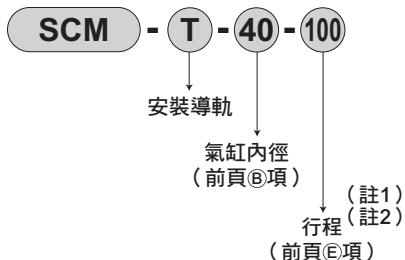 SCM - T - 40 - 100
安裝導軌
氣缸內徑
（前頁Ⓑ項）
（註1）
行程（註2）
（前頁Ⓔ項）